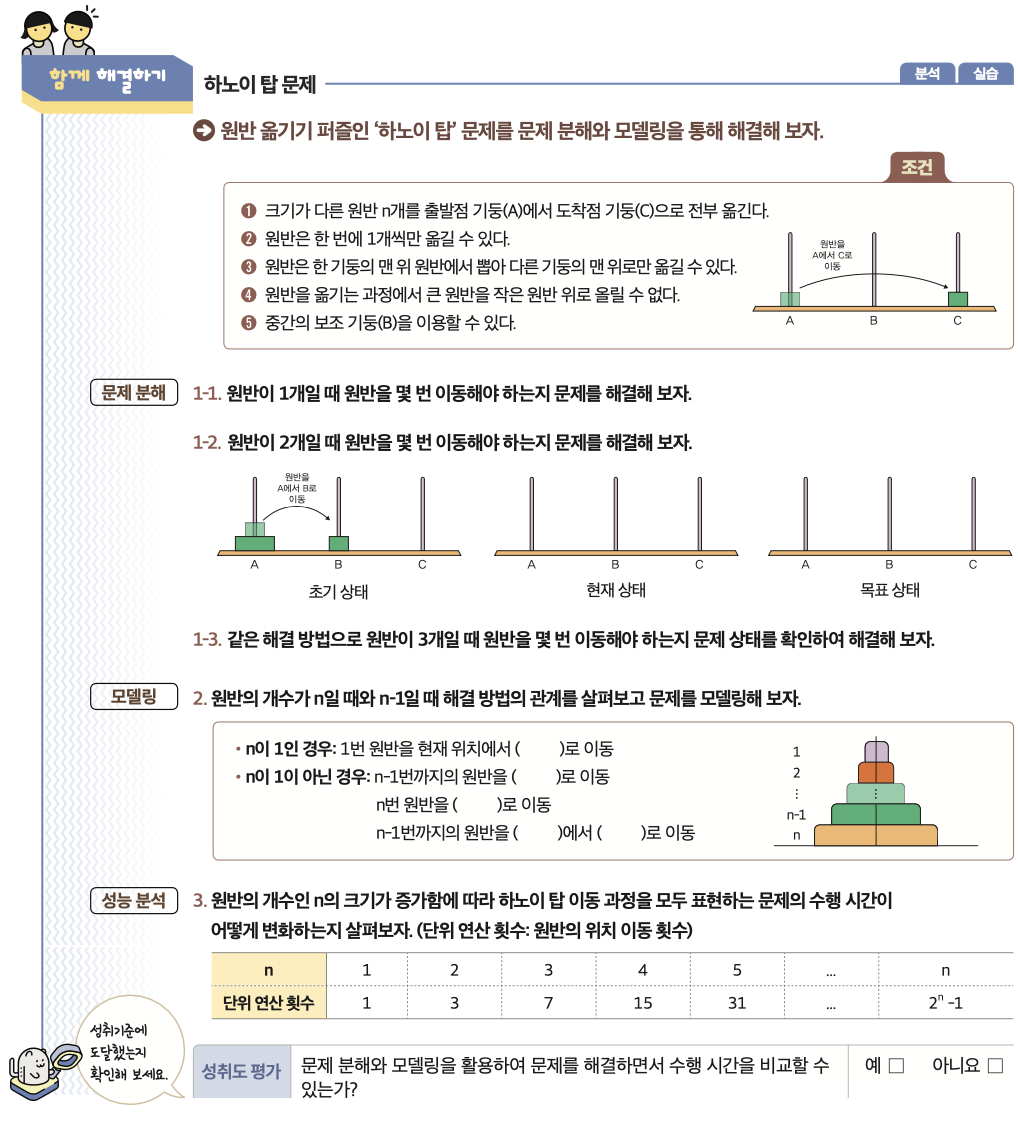 함께 해결하기
하노이 탑 문제
분석 실습
원반 옮기기 퍼즐인 ‘하노이 탑’ 문제를 문제 분해와 모델링을 통해 해결해 보자.
조건
❶ 크기가 다른 원반 n개를 출발점 기둥(A)에서 도착점 기둥(C)으로 전부 옮긴다.
❷ 원반은 한 번에 1개씩만 옮길 수 있다.
❸ 원반은 한 기둥의 맨 위 원반에서 뽑아 다른 기둥의 맨 위로만 옮길 수 있다.
❹ 원반을 옮기는 과정에서 큰 원반을 작은 원반 위로 올릴 수 없다.
❺ 중간의 보조 기둥(B)을 이용할 수 있다.
원반을
A에서 C로
이동
A B C
문제 분해
1-1. 원반이 1개일 때 원반을 몇 번 이동해야 하는지 문제를 해결해 보자.
1-2. 원반이 2개일 때 원반을 몇 번 이동해야 하는지 문제를 해결해 보자.
원반을
A에서 B로
이동
A B C
초기 상태
A B C
현재 상태
A B C
목표 상태
1-3. 같은 해결 방법으로 원반이 3개일 때 원반을 몇 번 이동해야 하는지 문제 상태를 확인하여 해결해 보자.
모델링
2. 원반의 개수가 n일 때와 n-1일 때 해결 방법의 관계를 살펴보고 문제를 모델링해 보자.
• n이 1인 경우: 1번 원반을 현재 위치에서 ( )로 이동
• n이 1이 아닌 경우: n-1번까지의 원반을 ( )로 이동
n번 원반을 ( )로 이동
n-1번까지의 원반을 ( )에서 ( )로 이동
1
2
⋮
n-1
n
성능 분석
3. 원반의 개수인 n의 크기가 증가함에 따라 하노이 탑 이동 과정을 모두 표현하는 문제의 수행 시간이
어떻게 변화하는지 살펴보자. (단위 연산 횟수: 원반의 위치 이동 횟수)
n 1 2 3 4 5 ... n
단위 연산 횟수 1 3 7 15 31 ... 2ⁿ -1
성취기준에
도달했는지
확인해 보세요.
성취도 평가
문제 분해와 모델링을 활용하여 문제를 해결하면서 수행 시간을 비교할 수
있는가?
예 □ 아니요 □